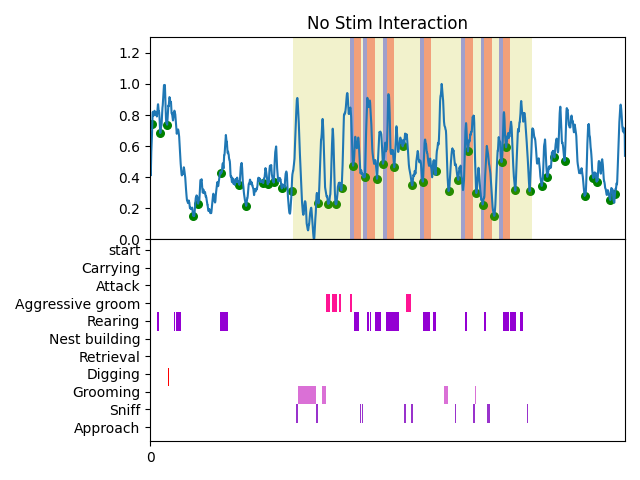 No Stim Interaction
1.2
1.0
0.8
0.6
0.4
0.2
0.0
start
Carrying
Attack
Aggressive groom
Rearing
Nest building
Retrieval
Digging
Grooming
Sniff
Approach
0